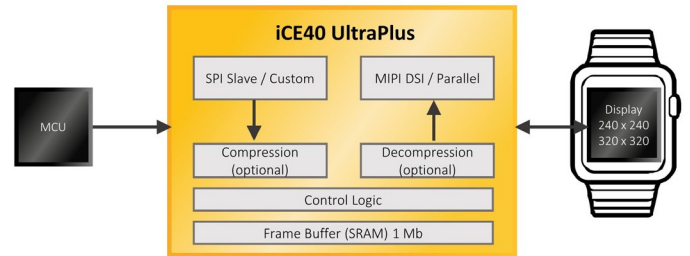 iCE40 UltraPlus
MCU
SPI Slave / Custom
MIPI DSI / Parallel
Compression
(optional)
Decompression
(optional)
Control Logic
Frame Buffer (SRAM) 1 Mb
Display
240 x 240
320 x 320